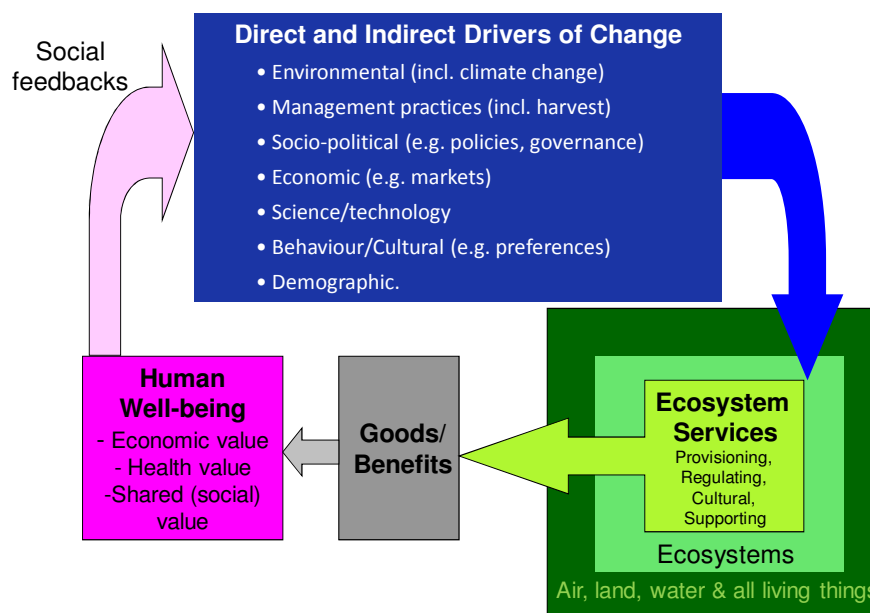 Social
feedbacks
Direct and Indirect Drivers of Change
• Environmental (incl. climate change)
• Management practices (incl. harvest)
• Socio-political (e.g. policies, governance)
• Economic (e.g. markets)
• Science/technology
• Behaviour/Cultural (e.g. preferences)
• Demographic.
Human
Well-being
- Economic value
- Health value
-Shared (social)
value
Goods/
Benefits
Ecosystem
Services
Provisioning,
Regulating,
Cultural,
Supporting
Ecosystems
Air, land, water & all living things